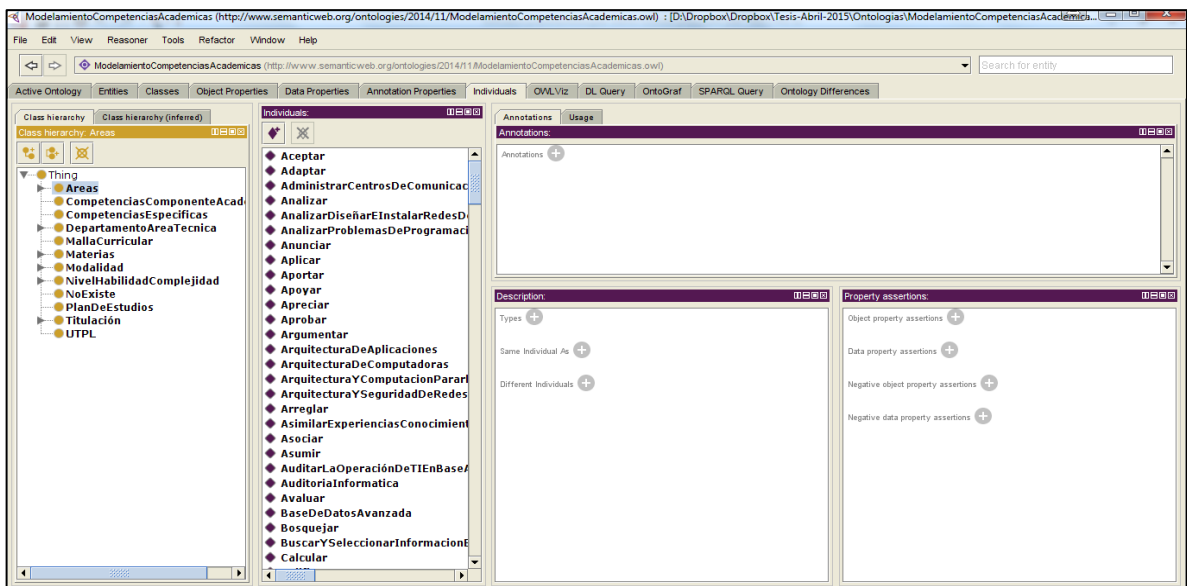 ModelamientoCompetenciasAcademicas (http://www.semanticweb.org/ontologies/2014/11/ModelamientoCompetenciasAcademicas.owl) : [D:\Dropbox\Dropbox\Tesis-Abril-2015\Ontologias\ModelamientoCompetenciasAcademica...
File Edit View Reasoner Tools Refactor Window Help
ModelamientoCompetenciasAcademicas (http://www.semanticweb.org/ontologies/2014/11/ModelamientoCompetenciasAcademicas.owl)
Search for entity
Active Ontology Entities Classes Object Properties Data Properties Annotation Properties Individuals OWLViz DL Query OntoGraf SPARQL Query Ontology Differences
Class hierarchy Class hierarchy (inferred)
Class hierarchy: Areas
Thing
Areas
CompetenciasComponenteAcad
CompetenciasEspecificas
DepartamentoAreaTecnica
MallaCurricular
Materias
Modalidad
NivelHabilidadComplejidad
NoExiste
PlanDeEstudios
Titulación
UTPL
Individuals:
Aceptar
Adaptar
AdministrarCentrosDeComunicac
Analizar
AnalizarDiseñarEInstalarRedesD
AnalizarProblemasDeProgramaci
Anunciar
Aplicar
Aportar
Apoyar
Apreciar
Aprobar
Argumentar
ArquitecturaDeAplicaciones
ArquitecturaDeComputadoras
ArquitecturaYComputacionParal
ArquitecturaYSeguridadDeRedes
Arreglar
AsimilarExperienciasConocimient
Asociar
Asumir
AuditarLaOperaciónDeTIEnBase
AuditoriaInformatica
Avaluar
BaseDeDatosAvanzada
Bosquejar
BuscarYSeleccionarInformacionE
Calcular
Annotations Usage
Annotations:
Annotations
Description:
Types
Same Individual As
Different Individuals
Property assertions:
Object property assertions
Data property assertions
Negative object property assertions
Negative data property assertions